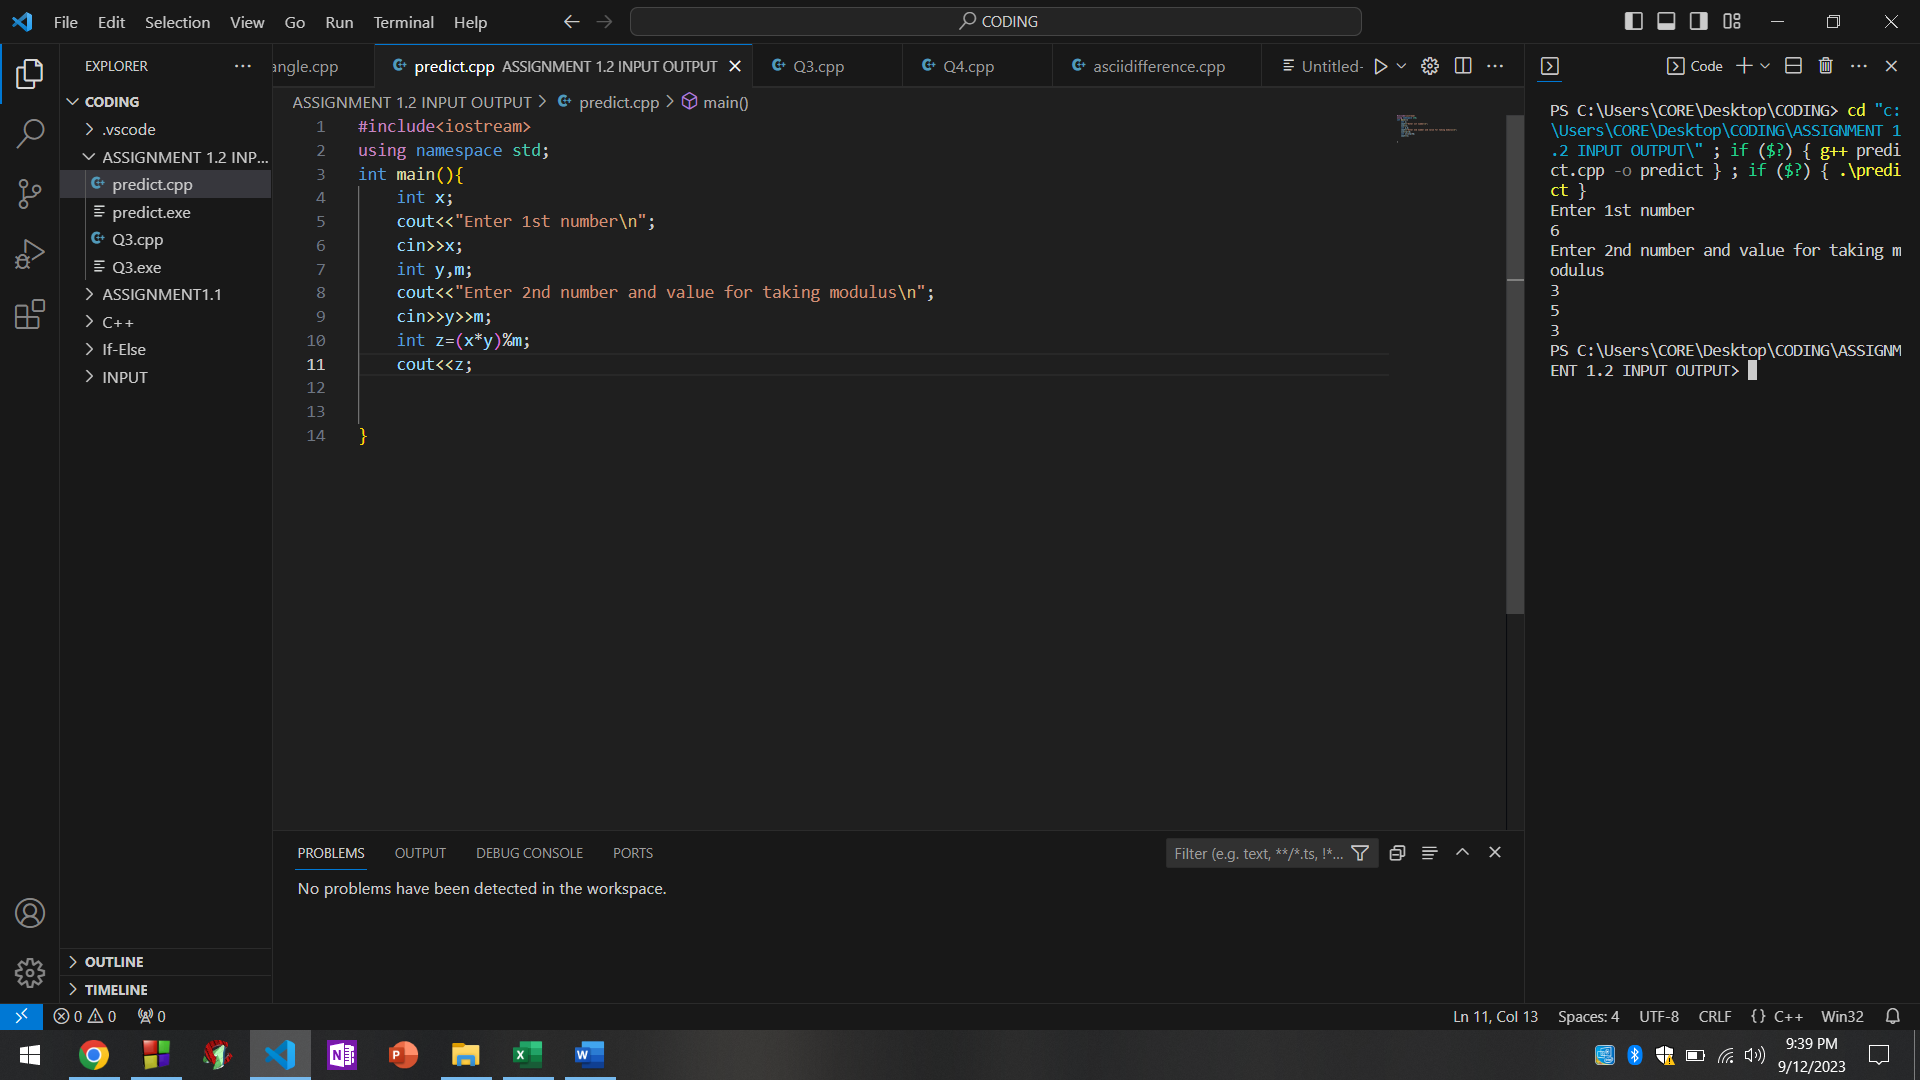 File Edit Selection View Go Run Terminal Help
CODING
EXPLORER
CODING
.vscode
ASSIGNMENT 1.2 INP...
predict.cpp
predict.exe
Q3.cpp
Q3.exe
ASSIGNMENT1.1
C++
If-Else
INPUT
OUTLINE
TIMELINE
angle.cpp predict.cpp ASSIGNMENT 1.2 INPUT OUTPUT Q3.cpp Q4.cpp asciidifference.cpp Untitled-
ASSIGNMENT 1.2 INPUT OUTPUT > predict.cpp > main()
1 #include<iostream>
2 using namespace std;
3 int main(){
4 int x;
5 cout<<"Enter 1st number\n";
6 cin>>x;
7 int y,m;
8 cout<<"Enter 2nd number and value for taking modulus\n";
9 cin>>y>>m;
10 int z=(x*y)%m;
11 cout<<z;
12
13
14 }
Code
PS C:\Users\CORE\Desktop\CODING> cd "c:
\Users\CORE\Desktop\CODING\ASSIGNMENT 1
.2 INPUT OUTPUT\" ; if ($?) { g++ predi
ct.cpp -o predict } ; if ($?) { .\predi
ct }
Enter 1st number
6
Enter 2nd number and value for taking m
odulus
3
5
3
PS C:\Users\CORE\Desktop\CODING\ASSIGNM
ENT 1.2 INPUT OUTPUT>
PROBLEMS OUTPUT DEBUG CONSOLE PORTS
Filter (e.g. text, **/*.ts, !*...
No problems have been detected in the workspace.
0 0 0
Ln 11, Col 13 Spaces: 4 UTF-8 CRLF {} C++ Win32
N P X W
9:39 PM
9/12/2023